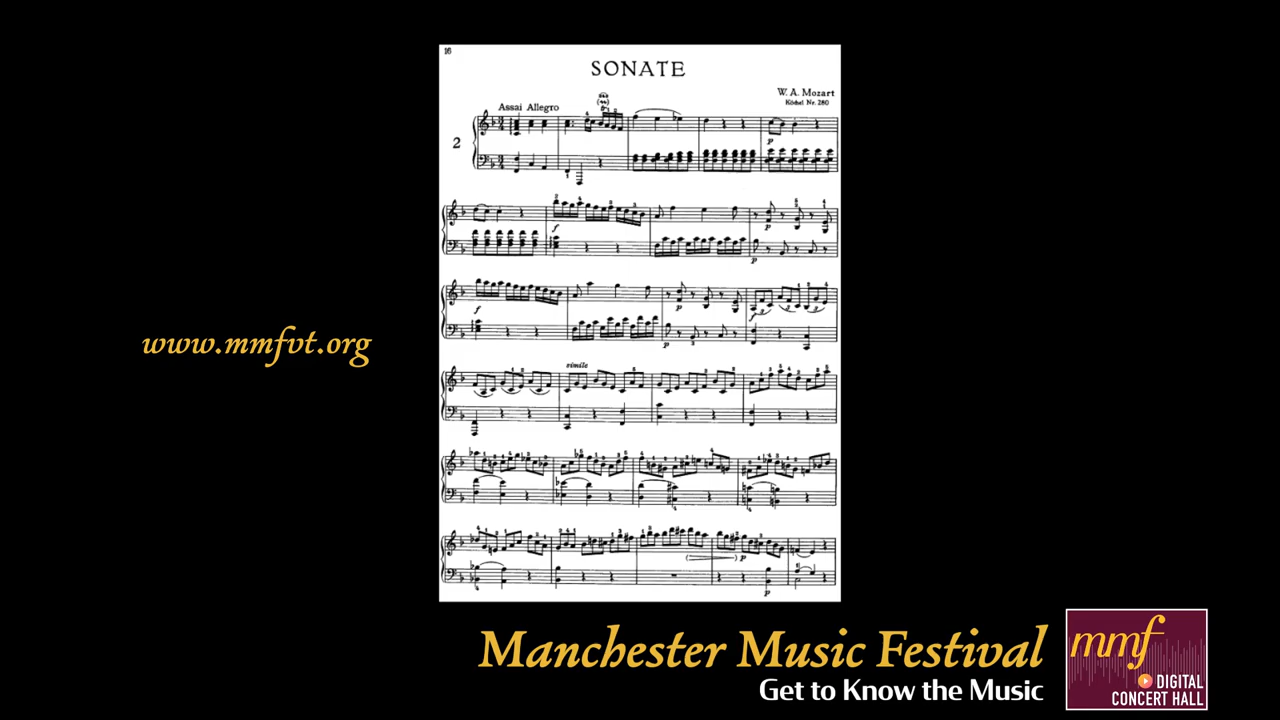 16
SONATE
W. A. Mozart
Köchel Nr. 280
Assai Allegro
2
p
f
p
p
f
p
f
simile
p
p
www.mmfvt.org
Manchester Music Festival
Get to Know the Music
mmf
DIGITAL
CONCERT HALL